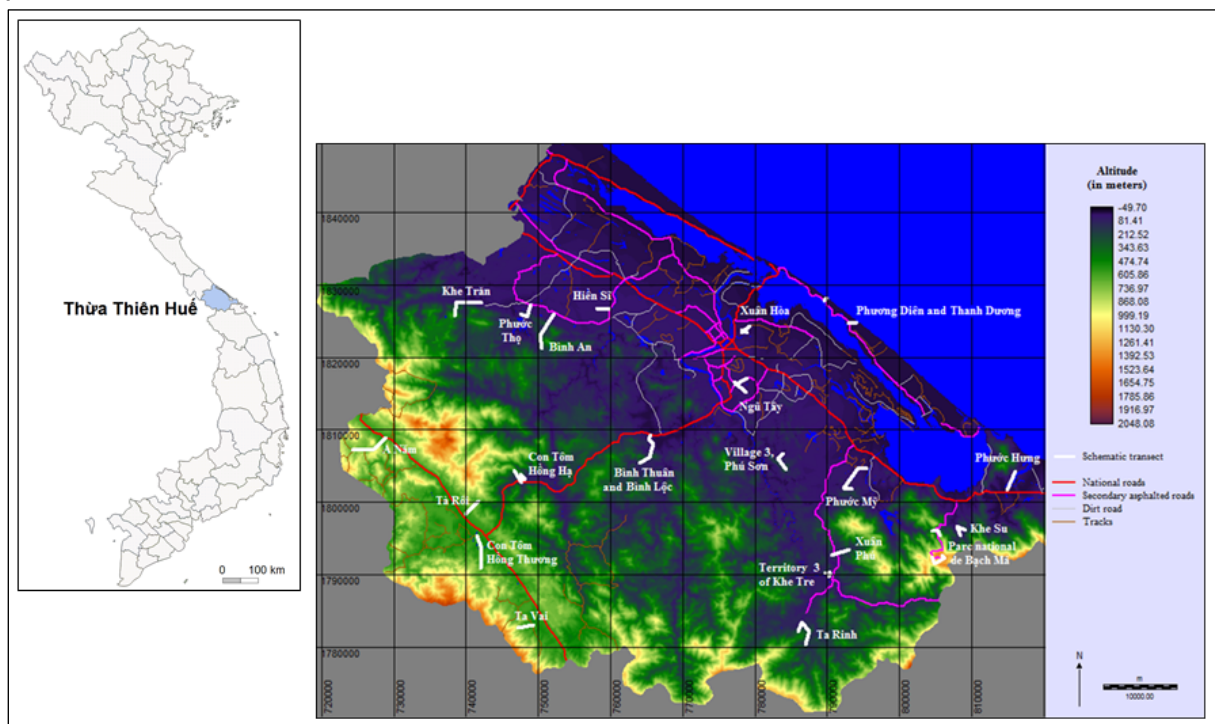 Thừa Thiên Huế
0 100 km
1840000
1830000
1820000
1810000
1800000
1790000
1780000
720000
730000
740000
750000
760000
770000
780000
790000
800000
810000
Khe Trăn
Phước
Thọ
Hiền Sĩ
Bình An
Xuân Hòa
Phương Diên and Thanh Dương
Ngũ Tây
A Năm
Con Tôm
Hồng Hạ
Bình Thuân
and Bình Lộc
Village 3,
Phú Sơn
Phước Hưng
Tà Rôi
Phước Mỹ
Con Tôm
Hồng Thương
Xuân
Phú
Khe Su
Parc national
de Bạch Mã
Territory 3
of Khe Tre
Ta Vai
Ta Rinh
Altitude
(in meters)
-49.70
81.41
212.52
343.63
474.74
605.86
736.97
868.08
999.19
1130.30
1261.41
1392.53
1523.64
1654.75
1785.86
1916.97
2048.08
Schematic transect
National roads
Secondary asphalted roads
Dirt road
Tracks
N
m
10000.00